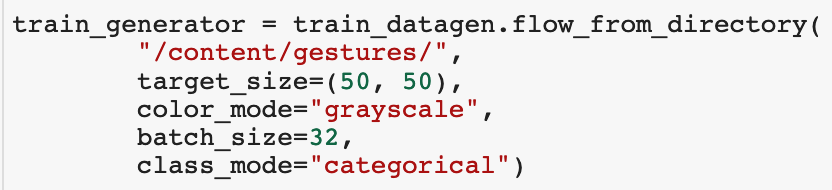 train_generator = train_datagen.flow_from_directory(
        "/content/gestures/",
        target_size=(50, 50),
        color_mode="grayscale",
        batch_size=32,
        class_mode="categorical")